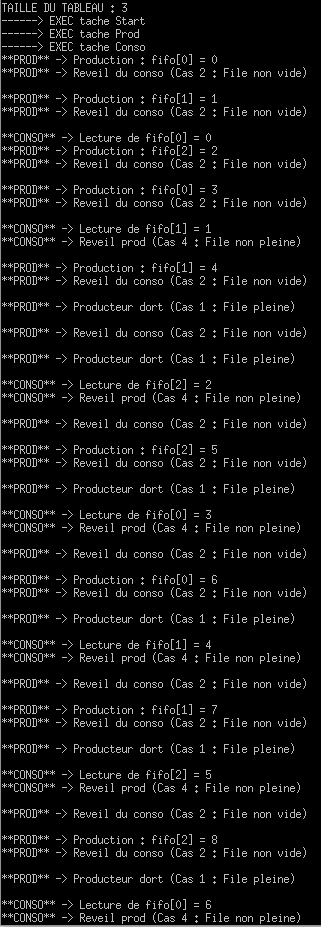 TAILLE DU TABLEAU : 3
------> EXEC tache Start
------> EXEC tache Prod
------> EXEC tache Conso
**PROD** -> Production : fifo[0] = 0
**PROD** -> Reveil du conso (Cas 2 : File non vide)
**PROD** -> Production : fifo[1] = 1
**PROD** -> Reveil du conso (Cas 2 : File non vide)
**CONSO** -> Lecture de fifo[0] = 0
**PROD** -> Production : fifo[2] = 2
**PROD** -> Reveil du conso (Cas 2 : File non vide)
**PROD** -> Production : fifo[0] = 3
**PROD** -> Reveil du conso (Cas 2 : File non vide)
**CONSO** -> Lecture de fifo[1] = 1
**CONSO** -> Reveil prod (Cas 4 : File non pleine)
**PROD** -> Production : fifo[1] = 4
**PROD** -> Reveil du conso (Cas 2 : File non vide)
**PROD** -> Producteur dort (Cas 1 : File pleine)
**PROD** -> Reveil du conso (Cas 2 : File non vide)
**PROD** -> Producteur dort (Cas 1 : File pleine)
**CONSO** -> Lecture de fifo[2] = 2
**CONSO** -> Reveil prod (Cas 4 : File non pleine)
**PROD** -> Reveil du conso (Cas 2 : File non vide)
**PROD** -> Production : fifo[2] = 5
**PROD** -> Reveil du conso (Cas 2 : File non vide)
**PROD** -> Producteur dort (Cas 1 : File pleine)
**CONSO** -> Lecture de fifo[0] = 3
**CONSO** -> Reveil prod (Cas 4 : File non pleine)
**PROD** -> Reveil du conso (Cas 2 : File non vide)
**PROD** -> Production : fifo[0] = 6
**PROD** -> Reveil du conso (Cas 2 : File non vide)
**PROD** -> Producteur dort (Cas 1 : File pleine)
**CONSO** -> Lecture de fifo[1] = 4
**CONSO** -> Reveil prod (Cas 4 : File non pleine)
**PROD** -> Reveil du conso (Cas 2 : File non vide)
**PROD** -> Production : fifo[1] = 7
**PROD** -> Reveil du conso (Cas 2 : File non vide)
**PROD** -> Producteur dort (Cas 1 : File pleine)
**CONSO** -> Lecture de fifo[2] = 5
**CONSO** -> Reveil prod (Cas 4 : File non pleine)
**PROD** -> Reveil du conso (Cas 2 : File non vide)
**PROD** -> Production : fifo[2] = 8
**PROD** -> Reveil du conso (Cas 2 : File non vide)
**PROD** -> Producteur dort (Cas 1 : File pleine)
**CONSO** -> Lecture de fifo[0] = 6
**CONSO** -> Reveil prod (Cas 4 : File non pleine)